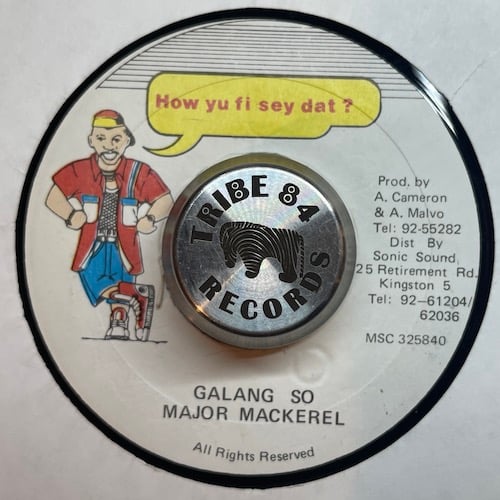 How yu fi sey dat ?
TRIBE 84
RECORDS
Prod. by
A. Cameron
& A. Malvo
Tel: 92-55282
Dist By
Sonic Sound
25 Retirement Rd.
Kingston 5
Tel: 92-61204/
62036
MSC 325840
GALANG SO
MAJOR MACKEREL
All Rights Reserved